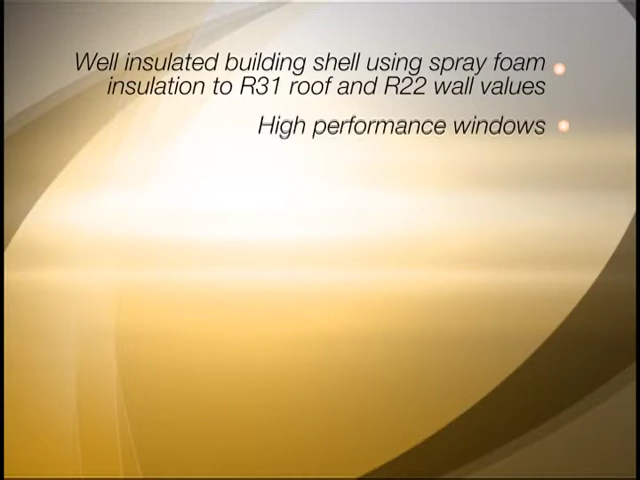 Well insulated building shell using spray foam
insulation to R31 roof and R22 wall values
High performance windows